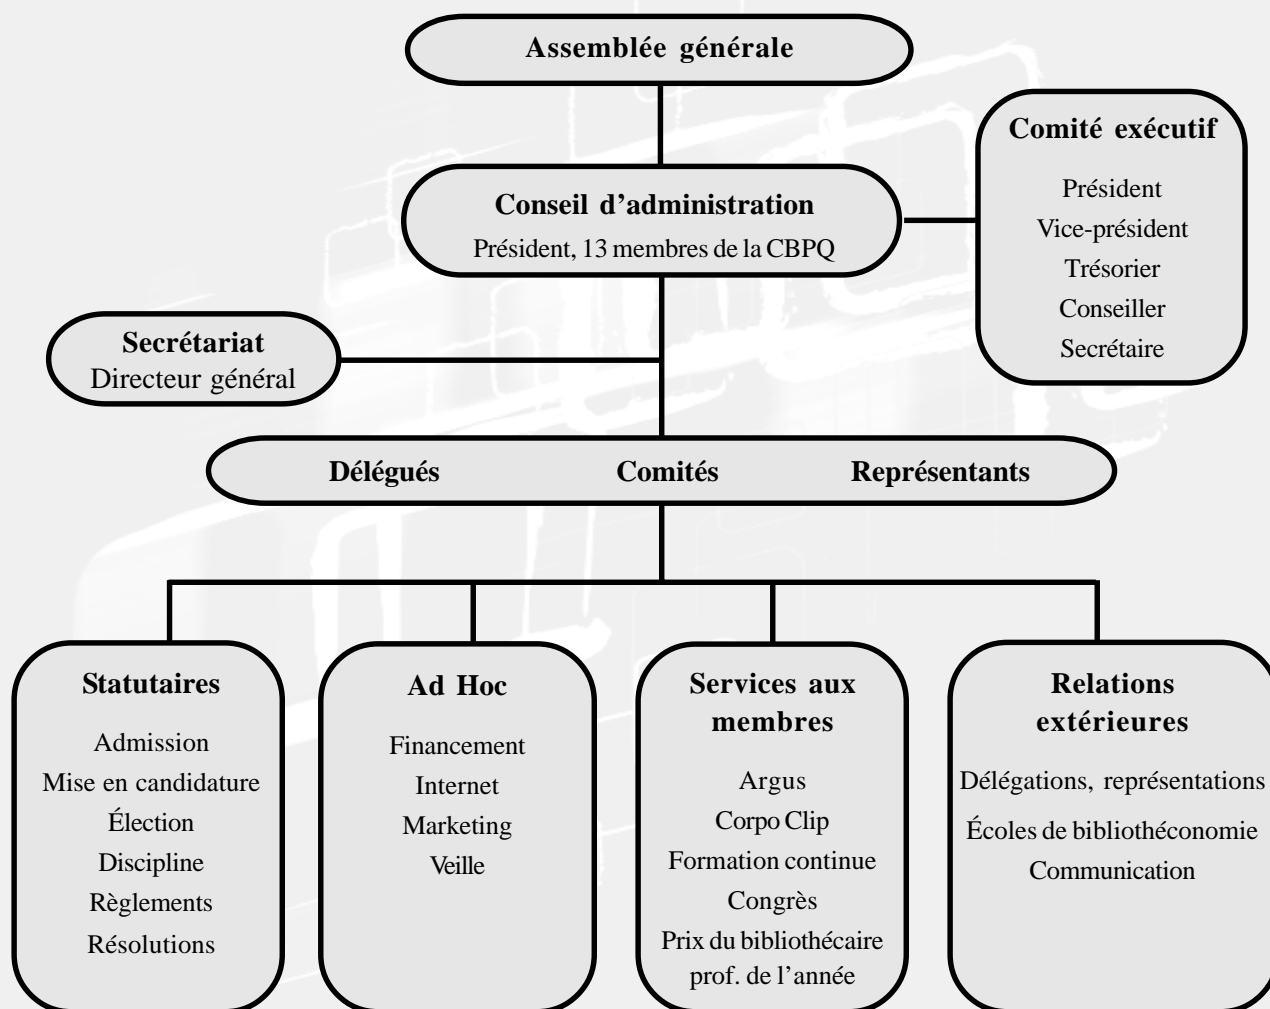 Assemblée générale
Comité exécutif
Président
Vice-président
Trésorier
Conseiller
Secrétaire
Conseil d’administration
Président, 13 membres de la CBPQ
Secrétariat
Directeur général
Délégués Comités Représentants
Statutaires
Admission
Mise en candidature
Élection
Discipline
Règlements
Résolutions
Ad Hoc
Financement
Internet
Marketing
Veille
Services aux
membres
Argus
Corpo Clip
Formation continue
Congrès
Prix du bibliothécaire
prof. de l’année
Relations
extérieures
Délégations, représentations
Écoles de bibliothéconomie
Communication